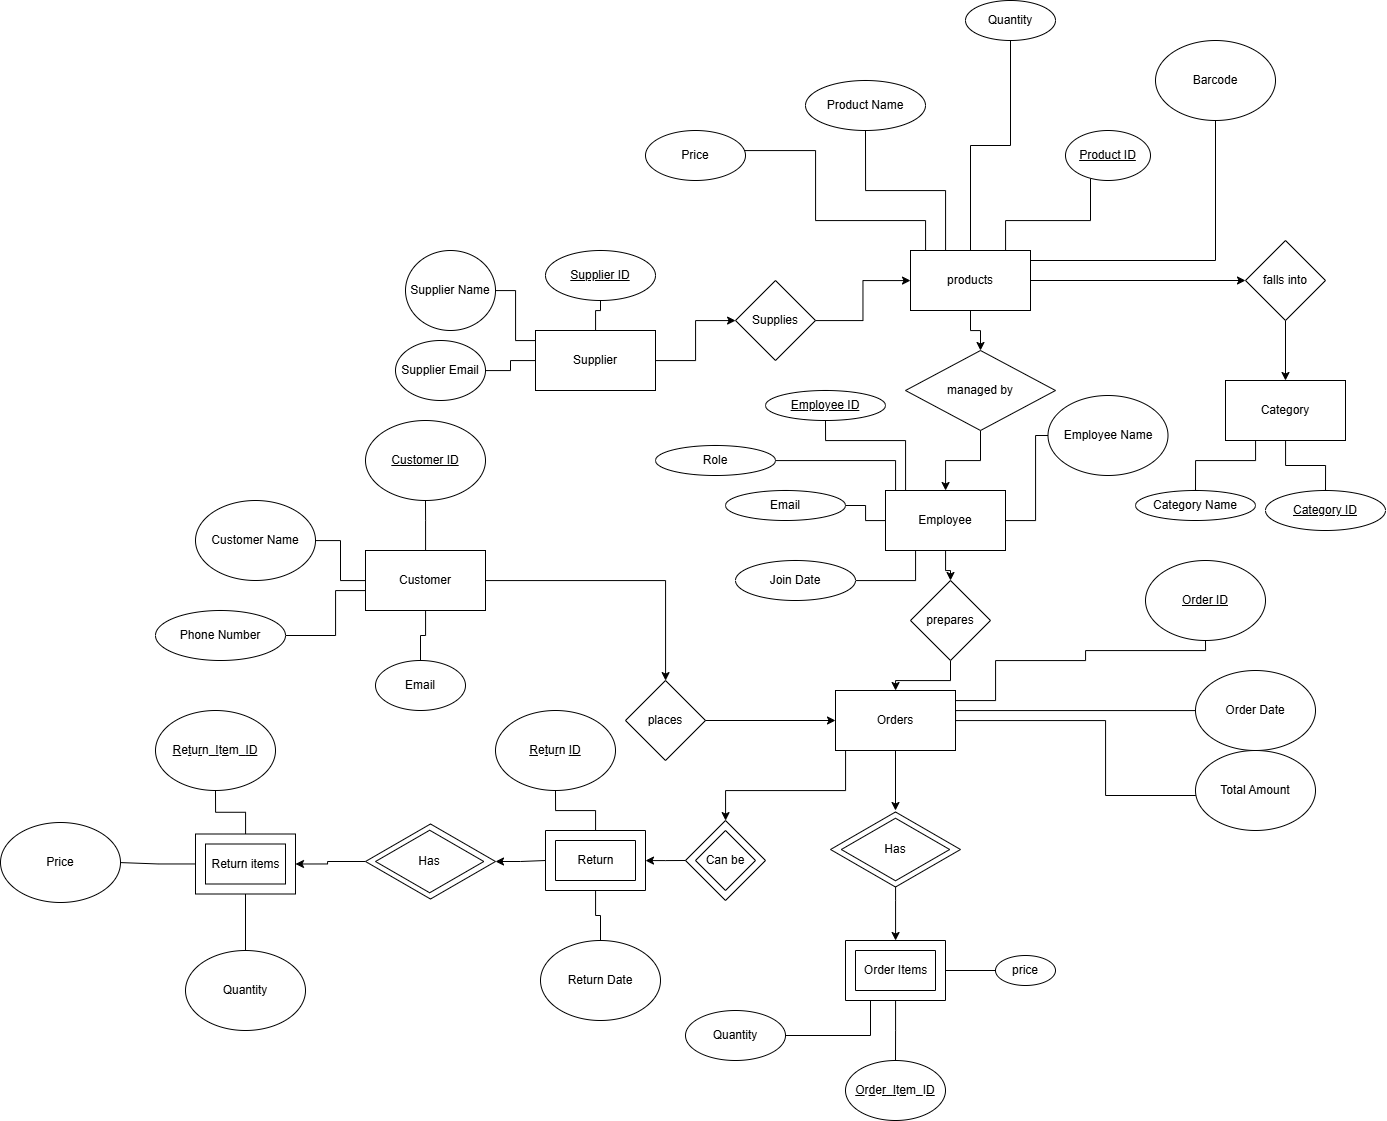 Quantity
Barcode
Product Name
Price
Product ID
Supplier Name
Supplier ID
products
falls into
Supplies
Supplier
Supplier Email
managed by
Employee ID
Category
Employee Name
Customer ID
Role
Email
Category Name
Category ID
Employee
Customer Name
Customer
Join Date
Order ID
prepares
Phone Number
Email
places
Orders
Order Date
Return_Item_ID
Return ID
Total Amount
Price
Return items
Has
Return
Can be
Has
Order Items
price
Return Date
Quantity
Quantity
Order_Item_ID